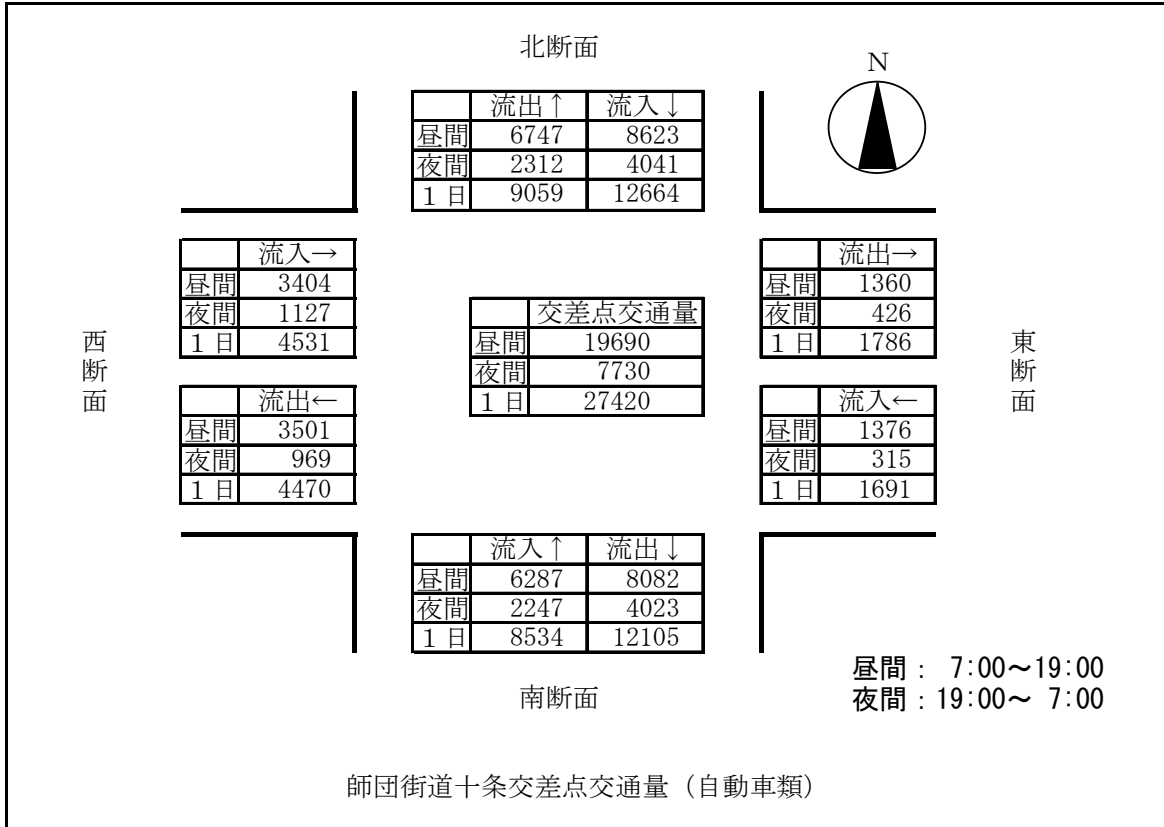 北断面
N
流出↑ 流入↓
昼間 6747 8623
夜間 2312 4041
1日 9059 12664
流入→
昼間 3404
夜間 1127
1日 4531
流出→
昼間 1360
夜間 426
1日 1786
交差点交通量
昼間 19690
夜間 7730
1日 27420
西断面
東断面
流出←
昼間 3501
夜間 969
1日 4470
流入←
昼間 1376
夜間 315
1日 1691
流入↑ 流出↓
昼間 6287 8082
夜間 2247 4023
1日 8534 12105
南断面
昼間: 7:00～19:00
夜間:19:00～ 7:00
師団街道十条交差点交通量（自動車類）